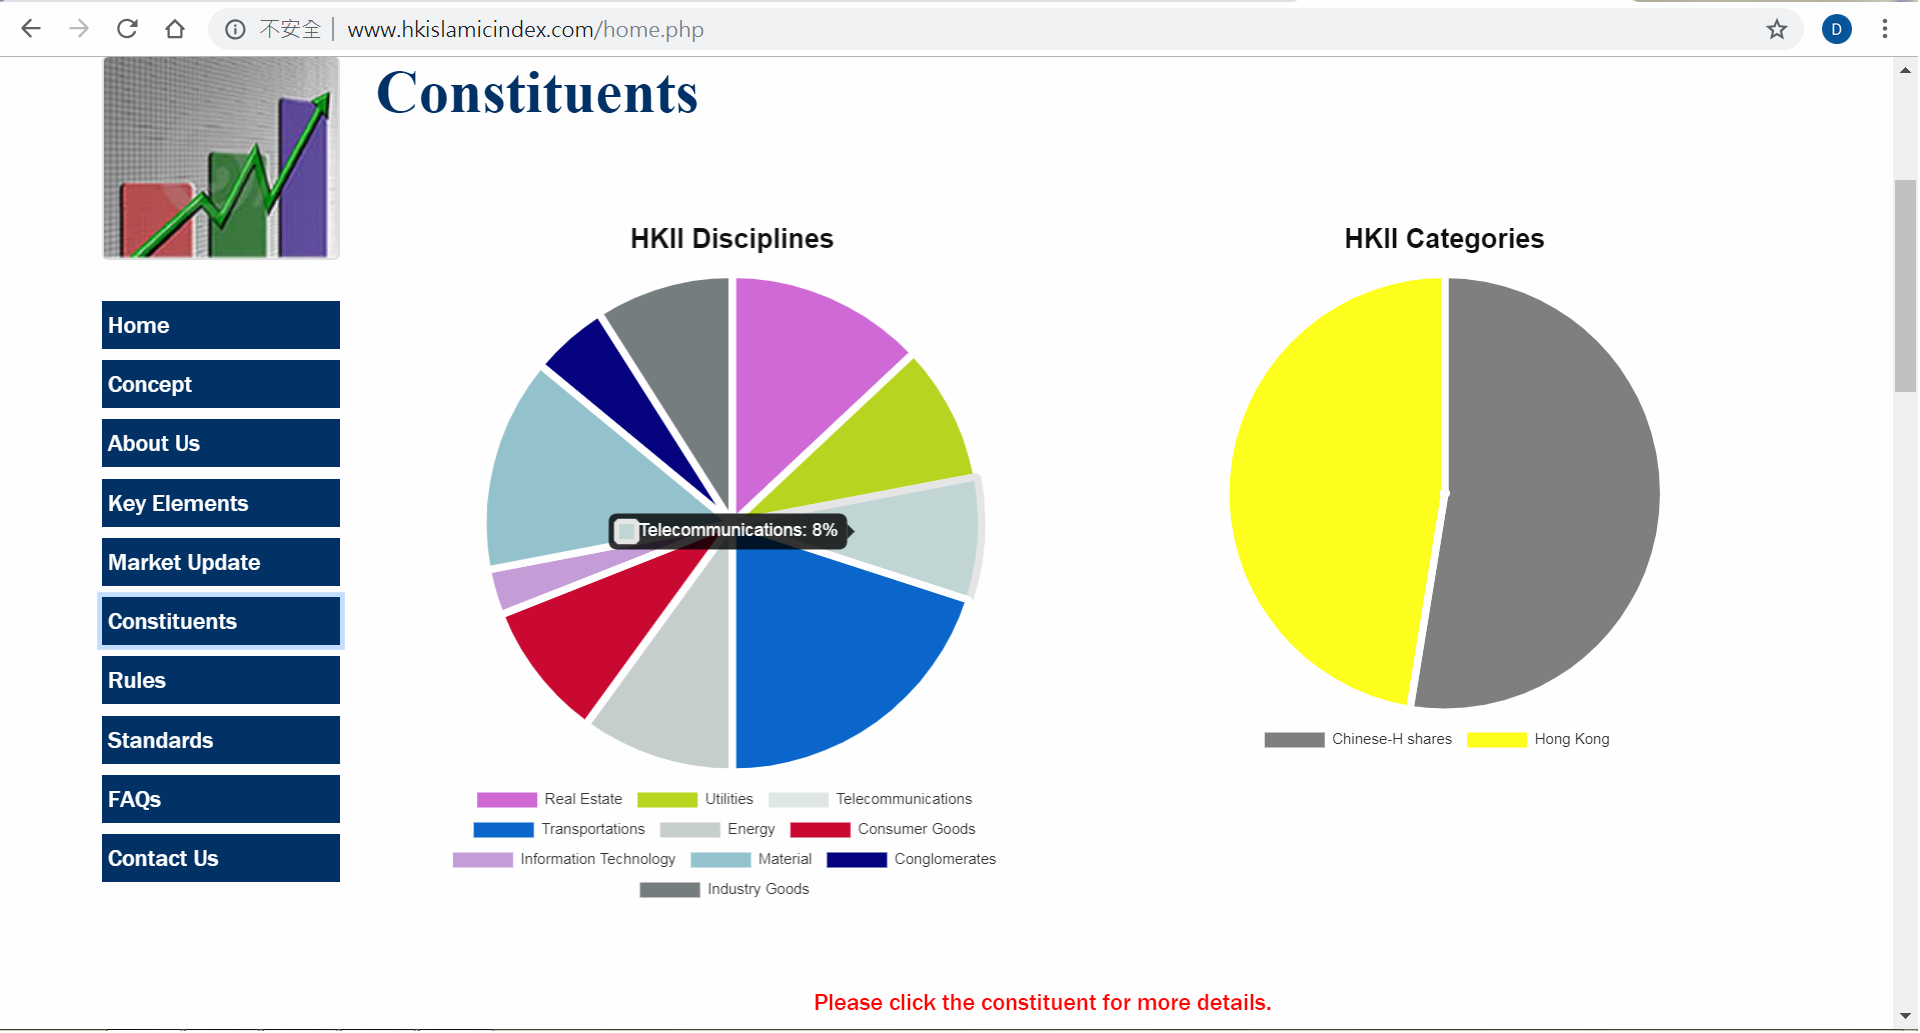 不安全 | www.hkislamicindex.com/home.php
D
Constituents
Home
Concept
About Us
Key Elements
Market Update
Constituents
Rules
Standards
FAQs
Contact Us
HKII Disciplines
Telecommunications: 8%
Real Estate Utilities Telecommunications
Transportations Energy Consumer Goods
Information Technology Material Conglomerates
Industry Goods
HKII Categories
Chinese-H shares Hong Kong
Please click the constituent for more details.